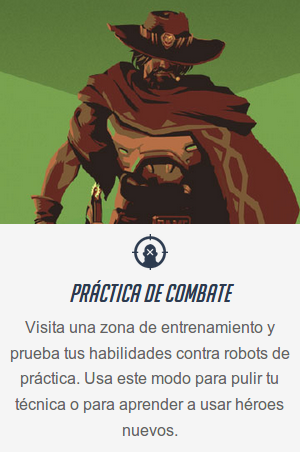 PRÁCTICA DE COMBATE
Visita una zona de entrenamiento y
prueba tus habilidades contra robots de
práctica. Usa este modo para pulir tu
técnica o para aprender a usar héroes
nuevos.